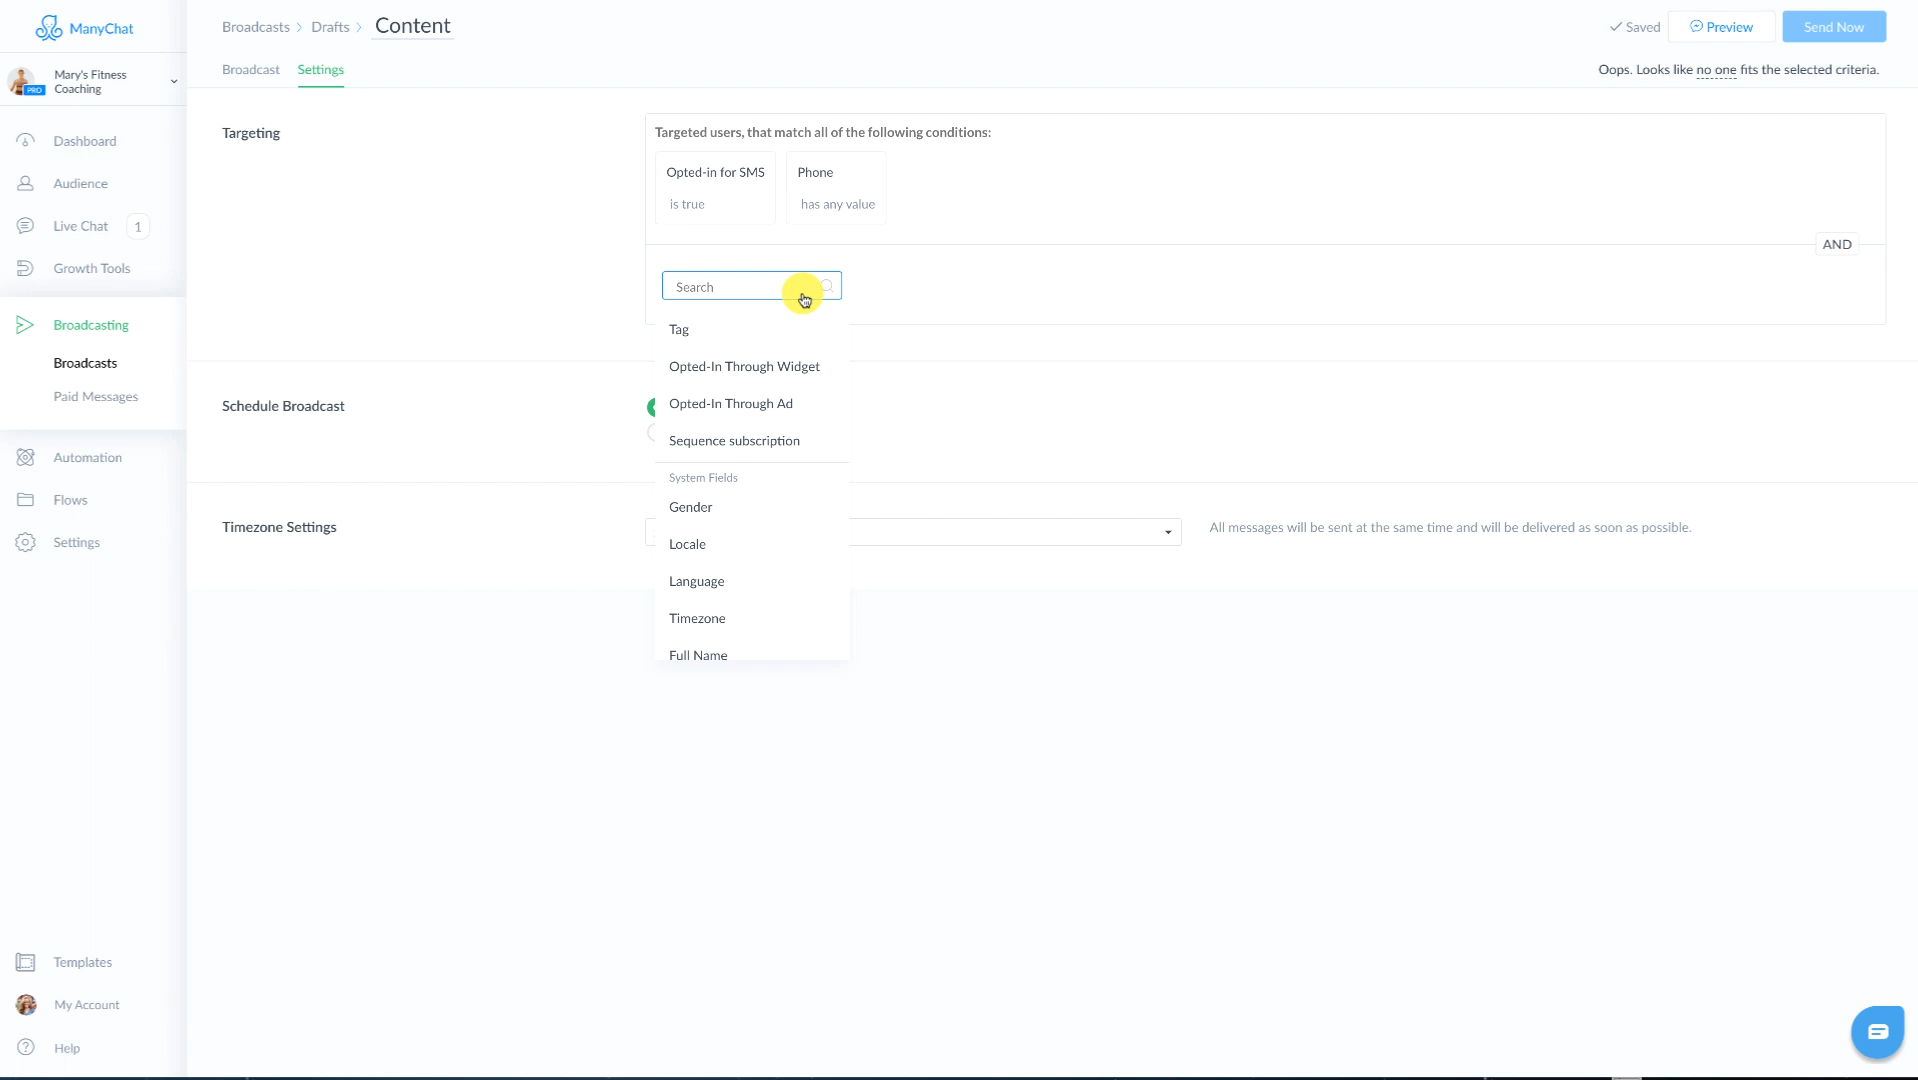 ManyChat
Broadcasts > Drafts > Content
Saved
Preview
Send Now
Mary's Fitness
Coaching
PRO
Broadcast
Settings
Oops. Looks like no one fits the selected criteria.
Dashboard
Audience
Live Chat
1
Growth Tools
Broadcasting
Broadcasts
Paid Messages
Automation
Flows
Settings
Templates
My Account
Help
Targeting
Targeted users, that match all of the following conditions:
Opted-in for SMS
is true
Phone
has any value
AND
Search
Tag
Opted-In Through Widget
Opted-In Through Ad
Sequence subscription
System Fields
Gender
Locale
Language
Timezone
Full Name
Schedule Broadcast
Timezone Settings
All messages will be sent at the same time and will be delivered as soon as possible.